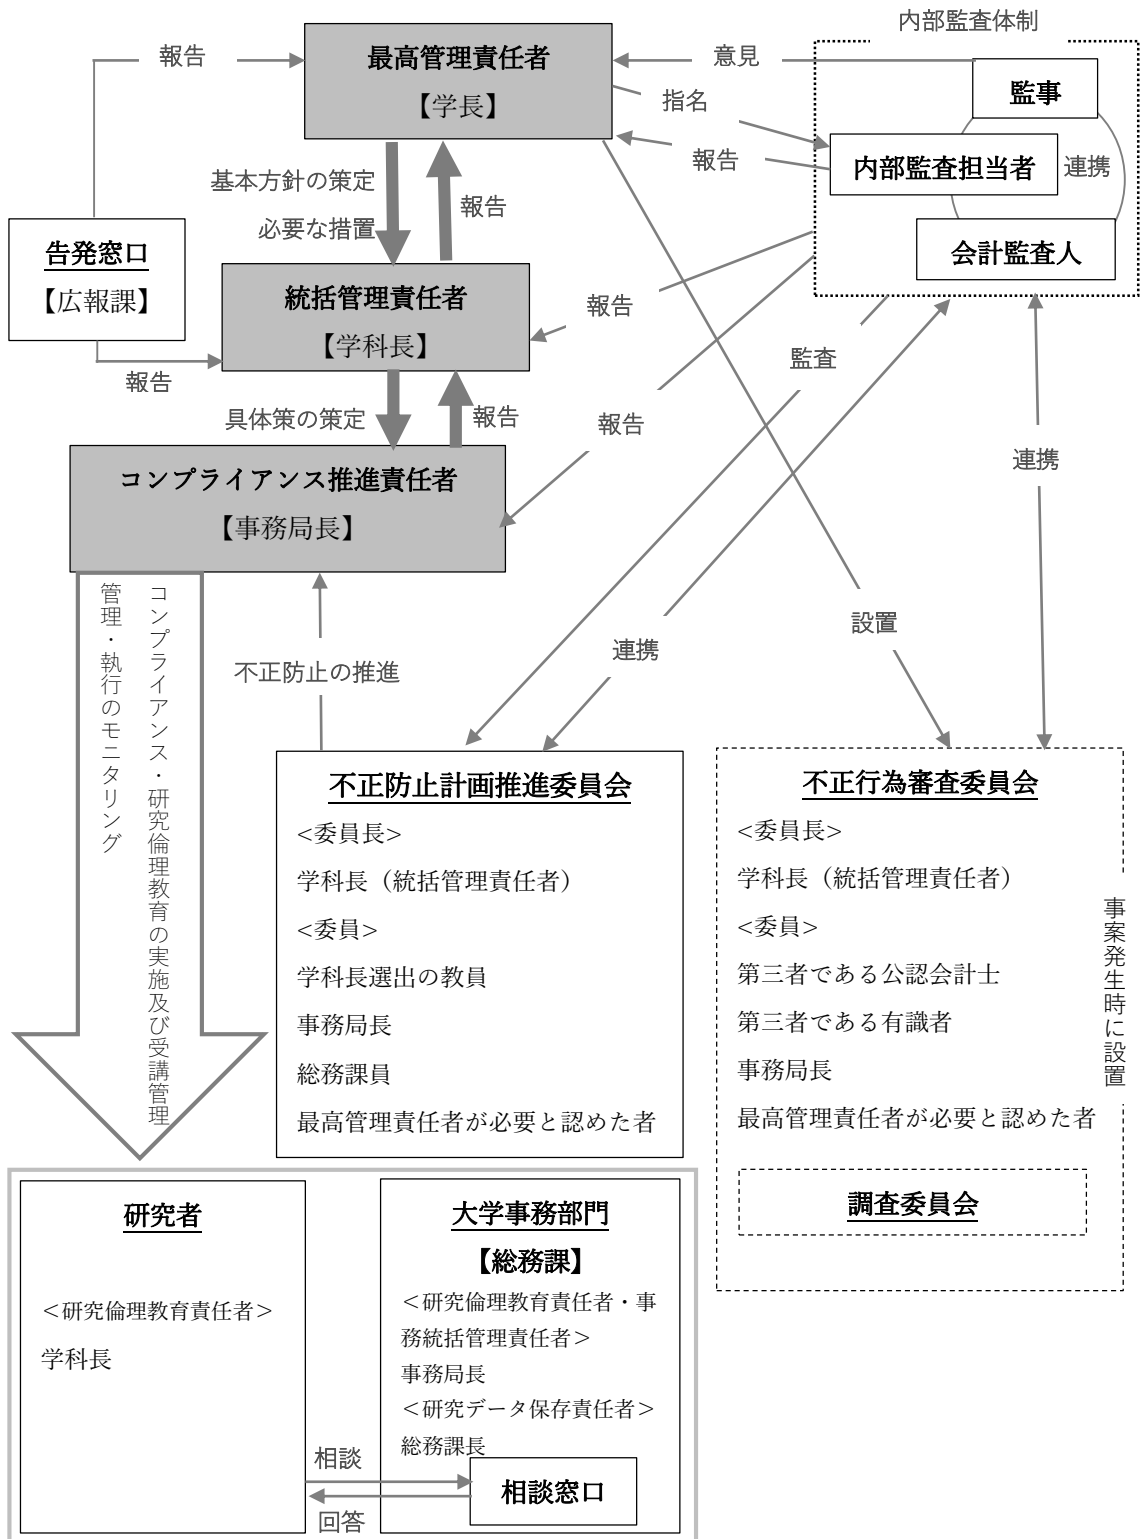 内部監査体制
報告
最高管理責任者
【学長】
意見
指名
報告
監事
内部監査担当者
連携
会計監査人
基本方針の策定
必要な措置
報告
告発窓口
【広報課】
報告
統括管理責任者
【学科長】
報告
監査
具体策の策定
報告
報告
連携
コンプライアンス推進責任者
【事務局長】
コンプライアンス・研究倫理教育の実施及び受講管理
管理・執行のモニタリング
不正防止の推進
連携
設置
不正防止計画推進委員会
<委員長>
学科長（統括管理責任者）
<委員>
学科長選出の教員
事務局長
総務課員
最高管理責任者が必要と認めた者
不正行為審査委員会
<委員長>
学科長（統括管理責任者）
<委員>
第三者である公認会計士
第三者である有識者
事務局長
最高管理責任者が必要と認めた者
調査委員会
事案発生時に設置
研究者
＜研究倫理教育責任者＞
学科長
大学事務部門
【総務課】
＜研究倫理教育責任者・事
務統括管理責任者＞
事務局長
＜研究データ保存責任者＞
総務課長
相談
回答
相談窓口